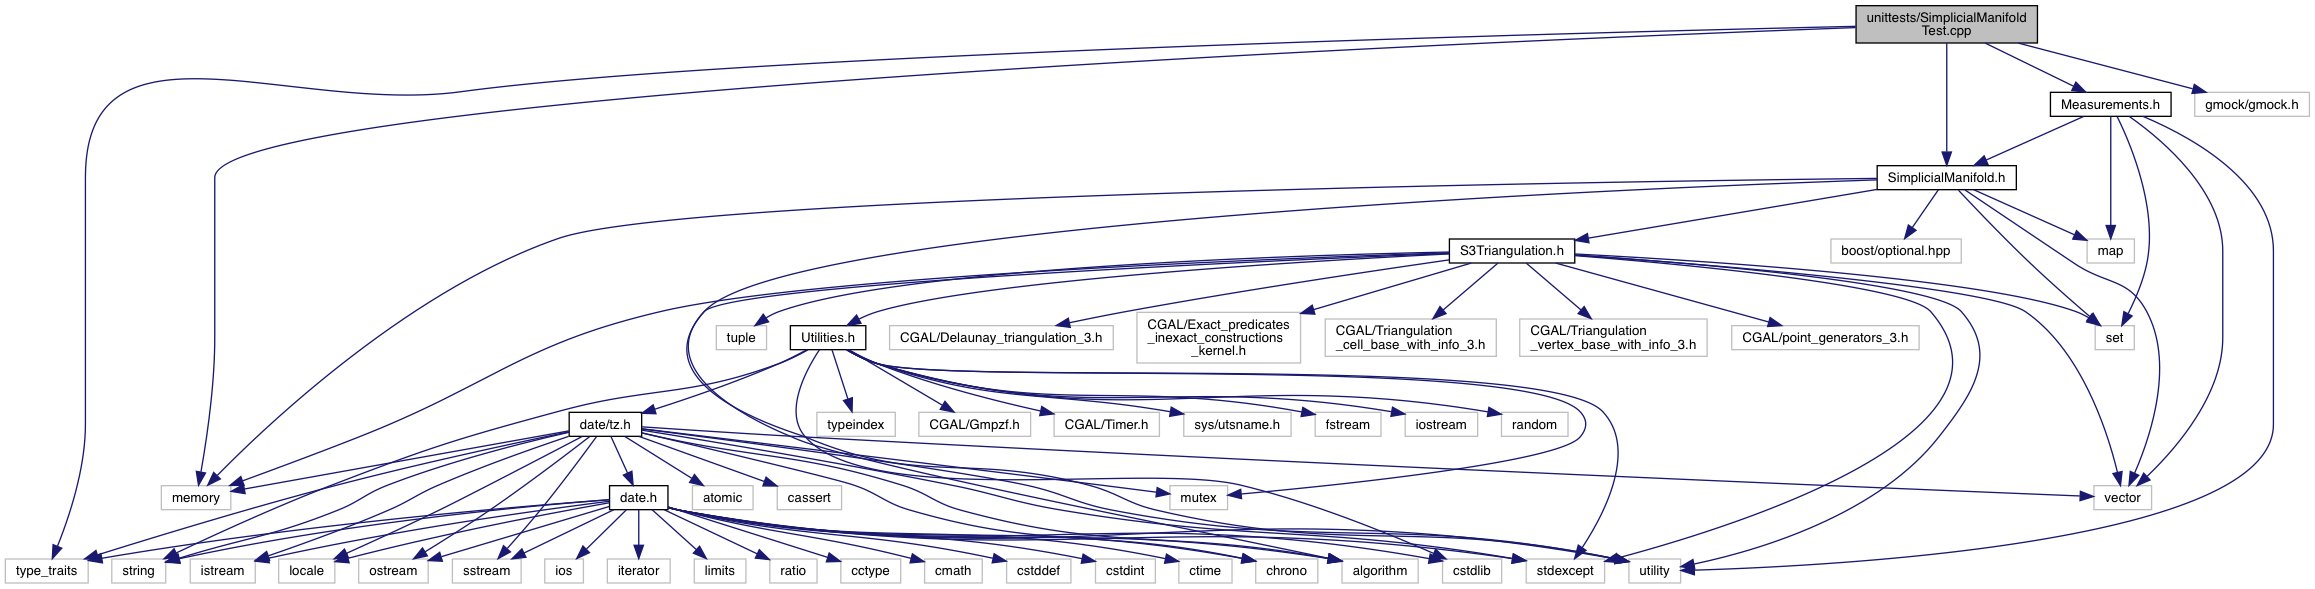 unittests/SimplicialManifold
Test.cpp
Measurements.h
gmock/gmock.h
SimplicialManifold.h
S3Triangulation.h
boost/optional.hpp
map
tuple
Utilities.h
CGAL/Delaunay_triangulation_3.h
CGAL/Exact_predicates
_inexact_constructions
_kernel.h
CGAL/Triangulation
_cell_base_with_info_3.h
CGAL/Triangulation
_vertex_base_with_info_3.h
CGAL/point_generators_3.h
set
date/tz.h
typeindex
CGAL/Gmpzf.h
CGAL/Timer.h
sys/utsname.h
fstream
iostream
random
memory
date.h
atomic
cassert
mutex
vector
type_traits
string
istream
locale
ostream
sstream
ios
iterator
limits
ratio
cctype
cmath
cstddef
cstdint
ctime
chrono
algorithm
cstdlib
stdexcept
utility